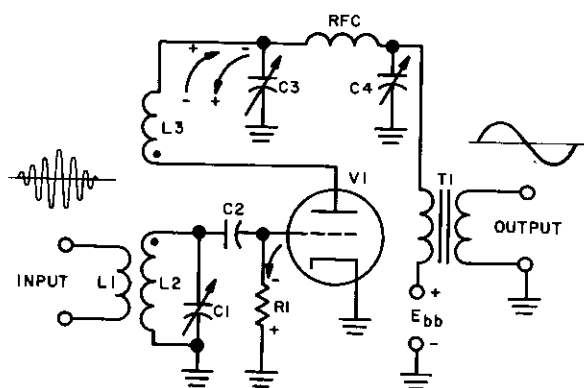 RFC
+
-
-
+
C3
C4
L3
V1
T1
C2
OUTPUT
INPUT
L1
L2
C1
-
R1
+
+
Ebb
-